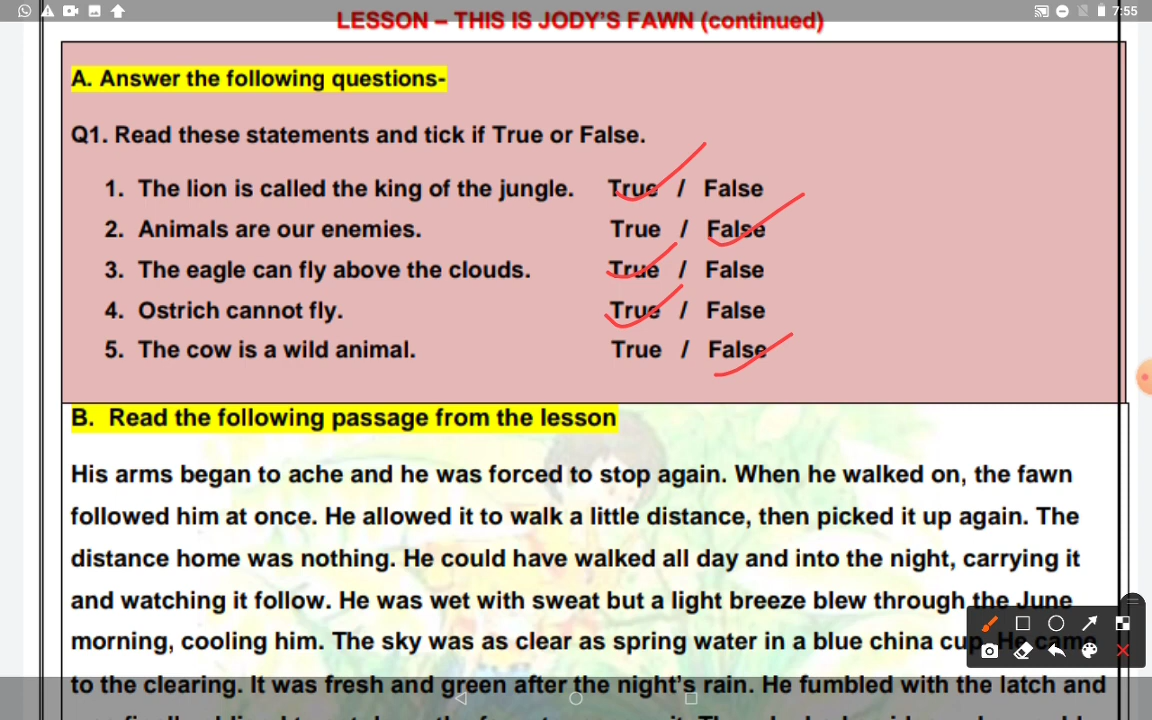 7:55
LESSON – THIS IS JODY'S FAWN (continued)
A. Answer the following questions-
Q1. Read these statements and tick if True or False.
1. The lion is called the king of the jungle. True / False
2. Animals are our enemies. True / False
3. The eagle can fly above the clouds. True / False
4. Ostrich cannot fly. True / False
5. The cow is a wild animal. True / False
B. Read the following passage from the lesson
His arms began to ache and he was forced to stop again. When he walked on, the fawn
followed him at once. He allowed it to walk a little distance, then picked it up again. The
distance home was nothing. He could have walked all day and into the night, carrying it
and watching it follow. He was wet with sweat but a light breeze blew through the June
morning, cooling him. The sky was as clear as spring water in a blue china cup. He came
to the clearing. It was fresh and green after the night's rain. He fumbled with the latch and